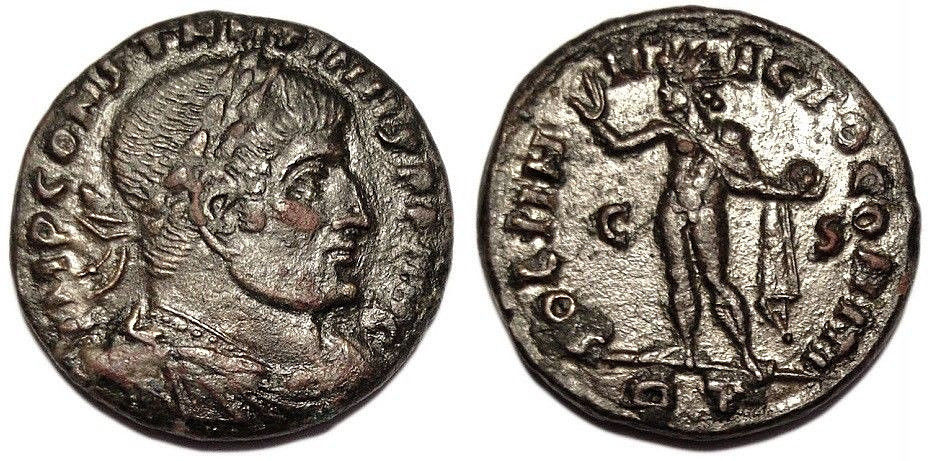 IMP CONSTANTINVS P F AVG
SOLI INVICTO COMITI
C S